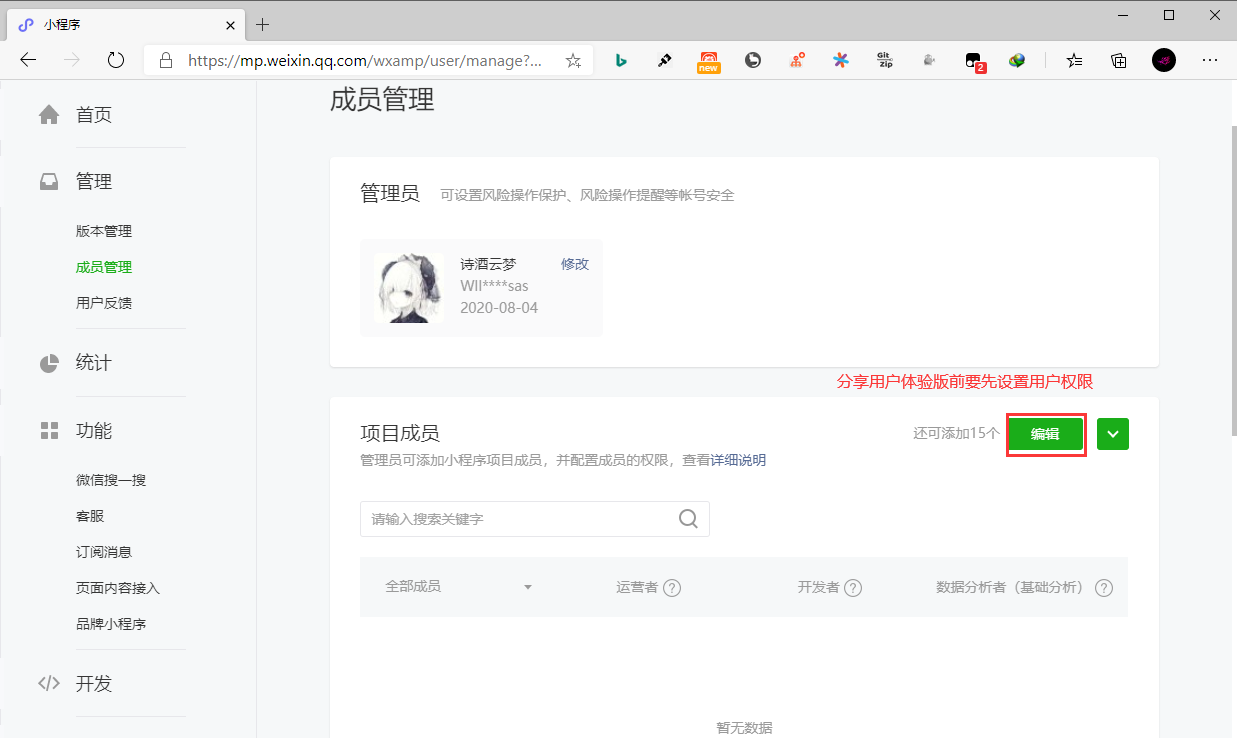 小程序
https://mp.weixin.qq.com/wxamp/user/manage?...
new
Git
zip
2
成员管理
首页
管理
版本管理
成员管理
用户反馈
统计
功能
微信搜一搜
客服
订阅消息
页面内容接入
品牌小程序
开发
管理员 可设置风险操作保护、风险操作提醒等帐号安全
诗酒云梦 修改
Wll****sas
2020-08-04
分享用户体验版前要先设置用户权限
项目成员 还可添加15个 编辑
管理员可添加小程序项目成员，并配置成员的权限，查看详细说明
请输入搜索关键字
全部成员 运营者 ? 开发者 ? 数据分析者（基础分析） ?
暂无数据